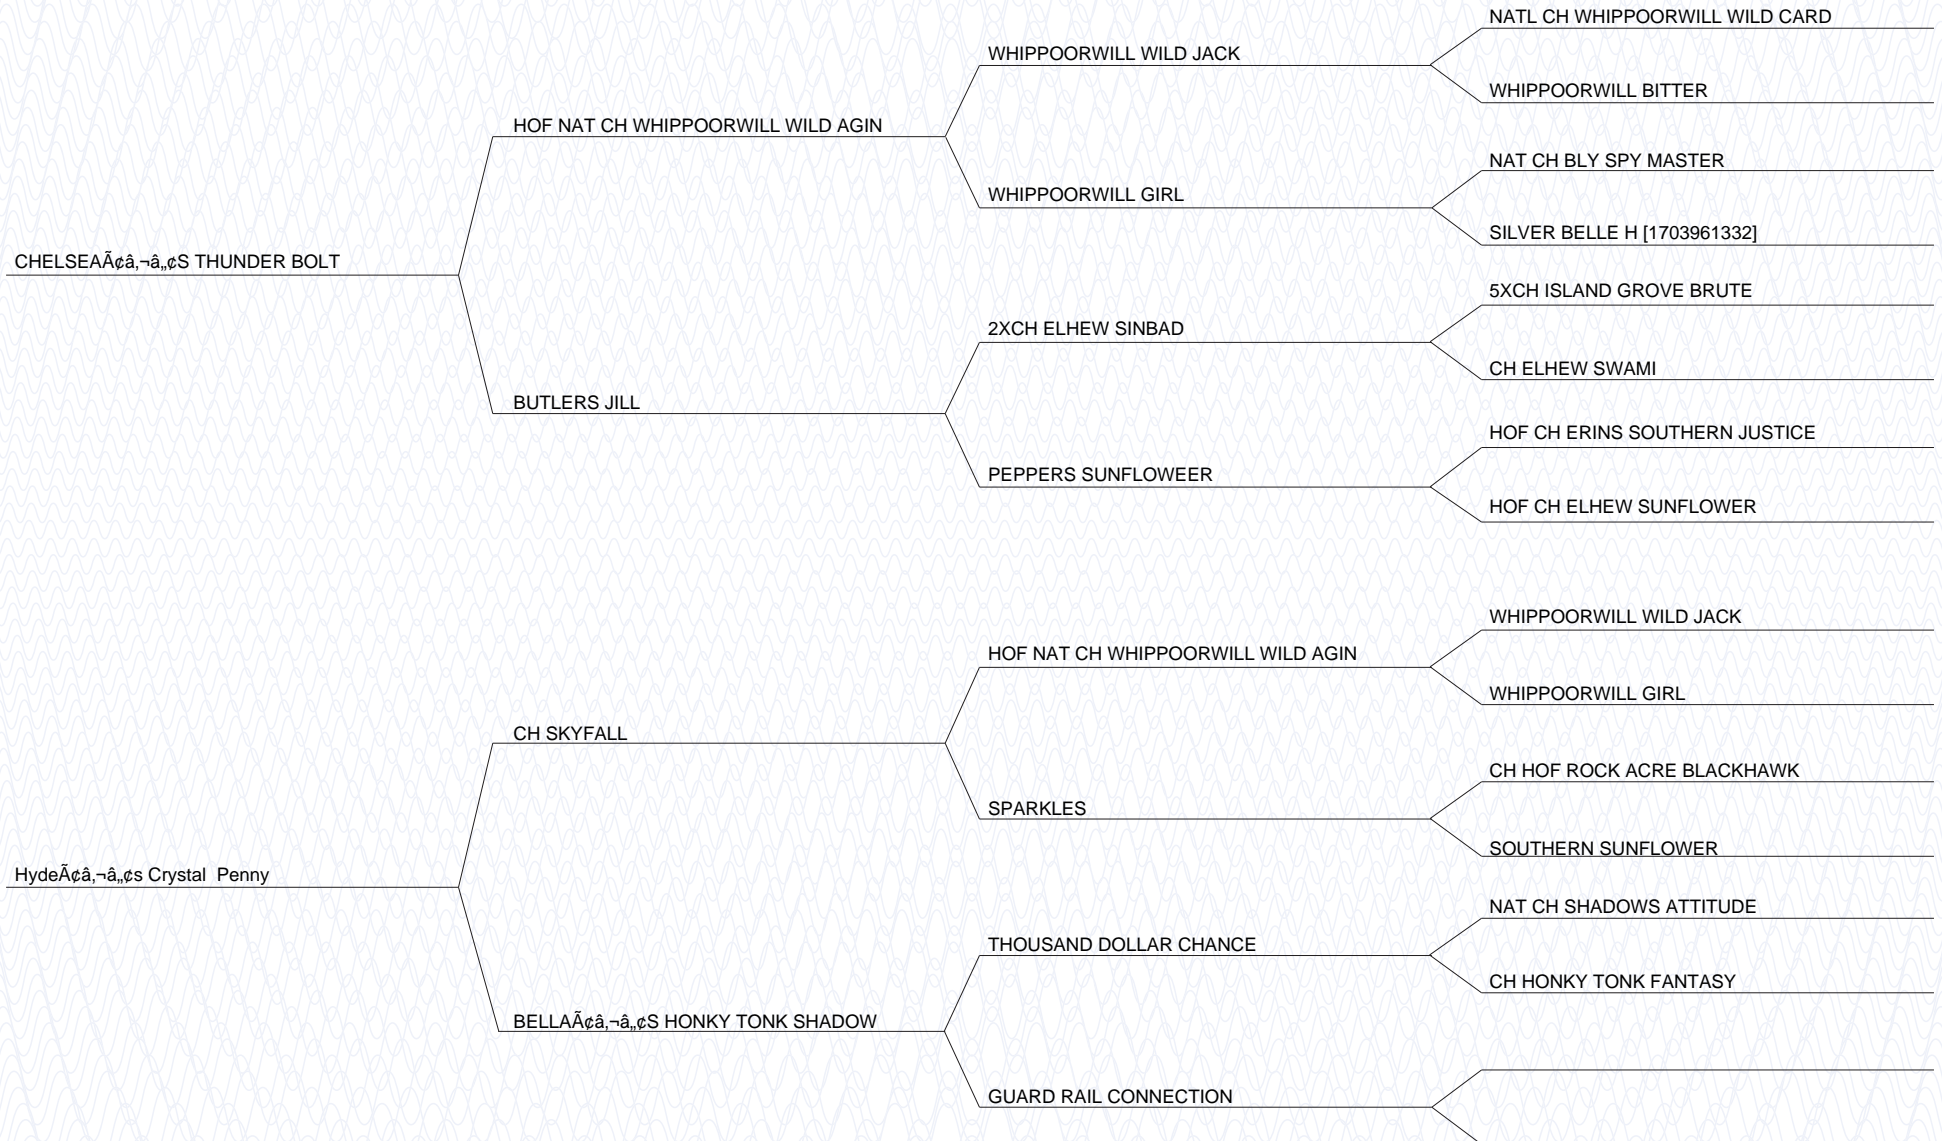 NATL CH WHIPPOORWILL WILD CARD
WHIPPOORWILL WILD JACK
WHIPPOORWILL BITTER
HOF NAT CH WHIPPOORWILL WILD AGIN
NAT CH BLY SPY MASTER
WHIPPOORWILL GIRL
SILVER BELLE H [1703961332]
CHELSEAÃ¢â‚¬â„¢S THUNDER BOLT
5XCH ISLAND GROVE BRUTE
2XCH ELHEW SINBAD
CH ELHEW SWAMI
BUTLERS JILL
HOF CH ERINS SOUTHERN JUSTICE
PEPPERS SUNFLOWEER
HOF CH ELHEW SUNFLOWER
WHIPPOORWILL WILD JACK
HOF NAT CH WHIPPOORWILL WILD AGIN
WHIPPOORWILL GIRL
CH SKYFALL
CH HOF ROCK ACRE BLACKHAWK
SPARKLES
SOUTHERN SUNFLOWER
HydeÃ¢â‚¬â„¢s Crystal  Penny
NAT CH SHADOWS ATTITUDE
THOUSAND DOLLAR CHANCE
CH HONKY TONK FANTASY
BELLAÃ¢â‚¬â„¢S HONKY TONK SHADOW
GUARD RAIL CONNECTION